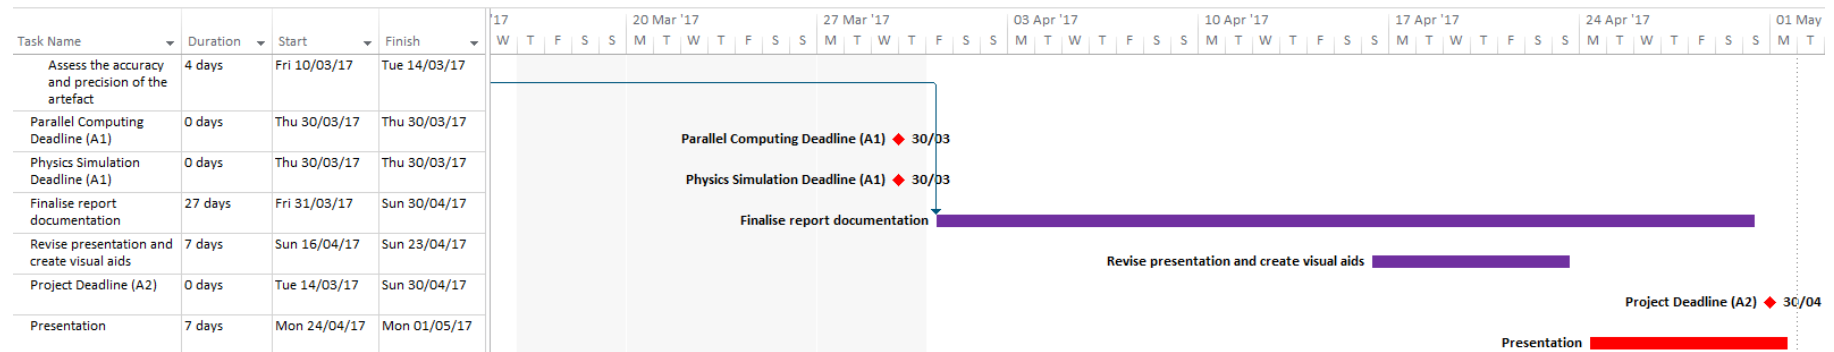 '17 20 Mar '17 27 Mar '17 03 Apr '17 10 Apr '17 17 Apr '17 24 Apr '17 01 May
Task Name Duration Start Finish W T F S S M T W T F S S M T W T F S S M T W T F S S M T W T F S S M T W T F S S M T W T F S S M T
Assess the accuracy 4 days Fri 10/03/17 Tue 14/03/17
and precision of the
artefact
Parallel Computing 0 days Thu 30/03/17 Thu 30/03/17
Deadline (A1) Parallel Computing Deadline (A1) 30/03
Physics Simulation 0 days Thu 30/03/17 Thu 30/03/17
Deadline (A1) Physics Simulation Deadline (A1) 30/03
Finalise report 27 days Fri 31/03/17 Sun 30/04/17
documentation Finalise report documentation
Revise presentation and 7 days Sun 16/04/17 Sun 23/04/17
create visual aids Revise presentation and create visual aids
Project Deadline (A2) 0 days Tue 14/03/17 Sun 30/04/17
Project Deadline (A2) 30/04
Presentation 7 days Mon 24/04/17 Mon 01/05/17
Presentation